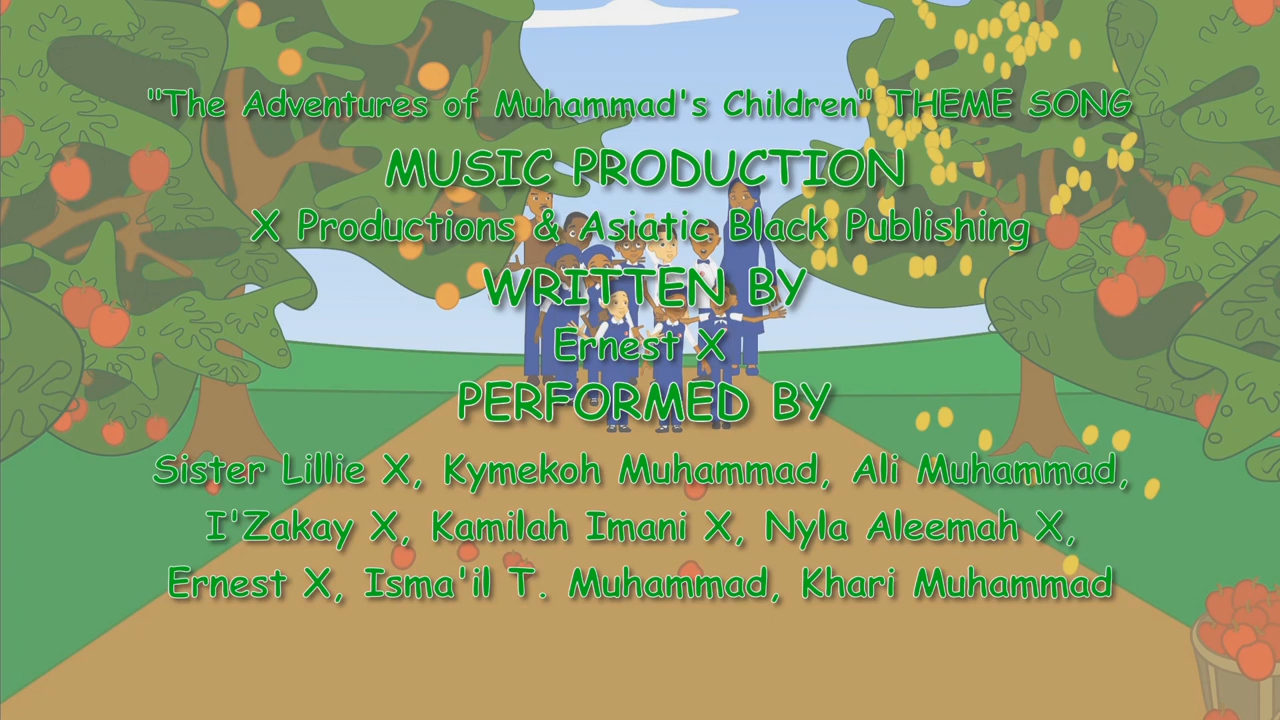 "The Adventures of Muhammad's Children" THEME SONG
MUSIC PRODUCTION
X Productions & Asiatic Black Publishing
WRITTEN BY
Ernest X
PERFORMED BY
Sister Lillie X, Kymekoh Muhammad, Ali Muhammad,
I'Zakay X, Kamilah Imani X, Nyla Aleemah X,
Ernest X, Isma'il T. Muhammad, Khari Muhammad